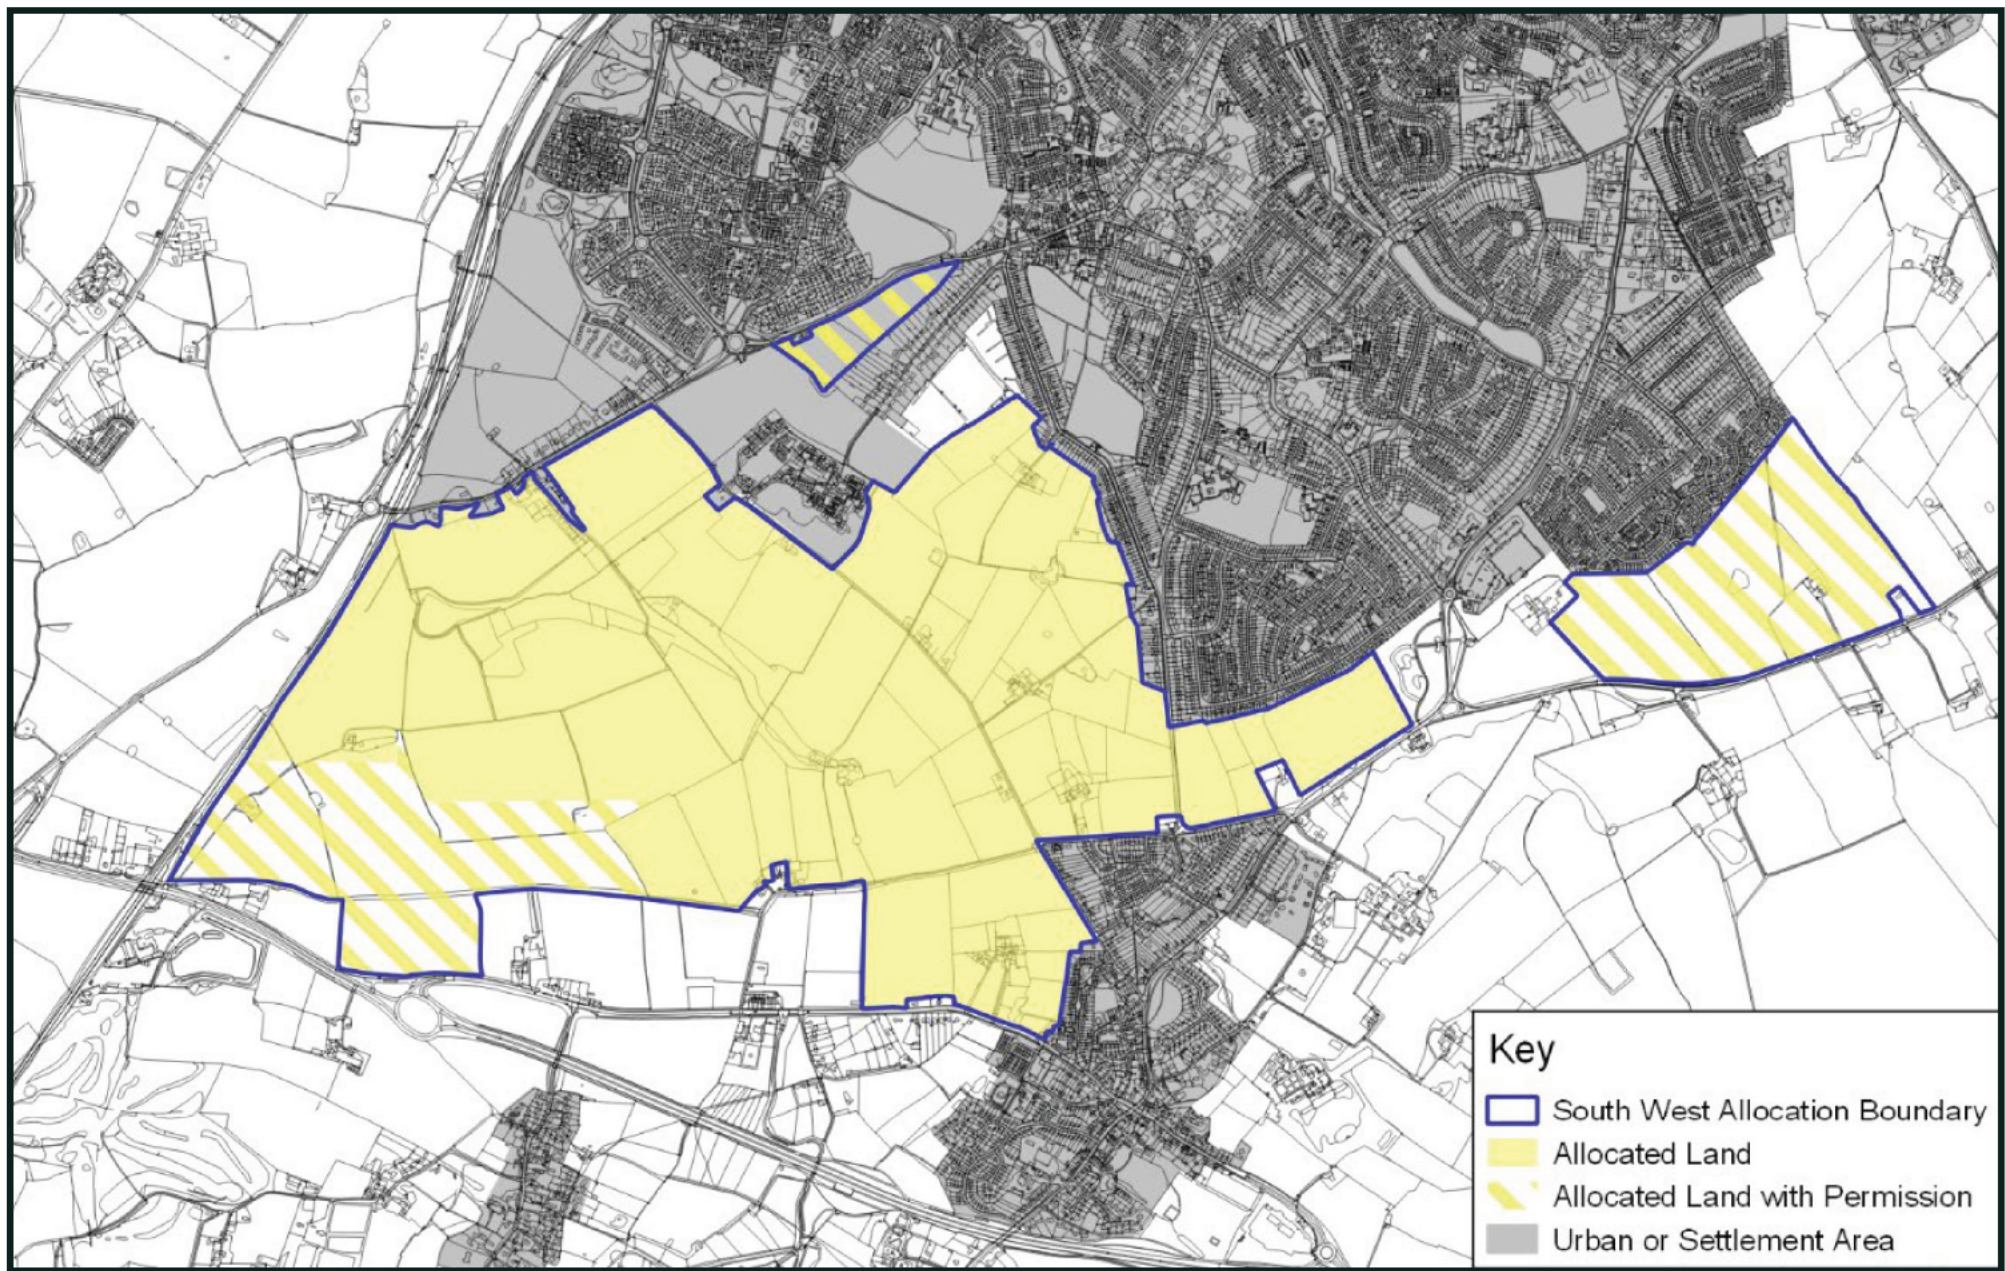 Key
South West Allocation Boundary
Allocated Land
Allocated Land with Permission
Urban or Settlement Area